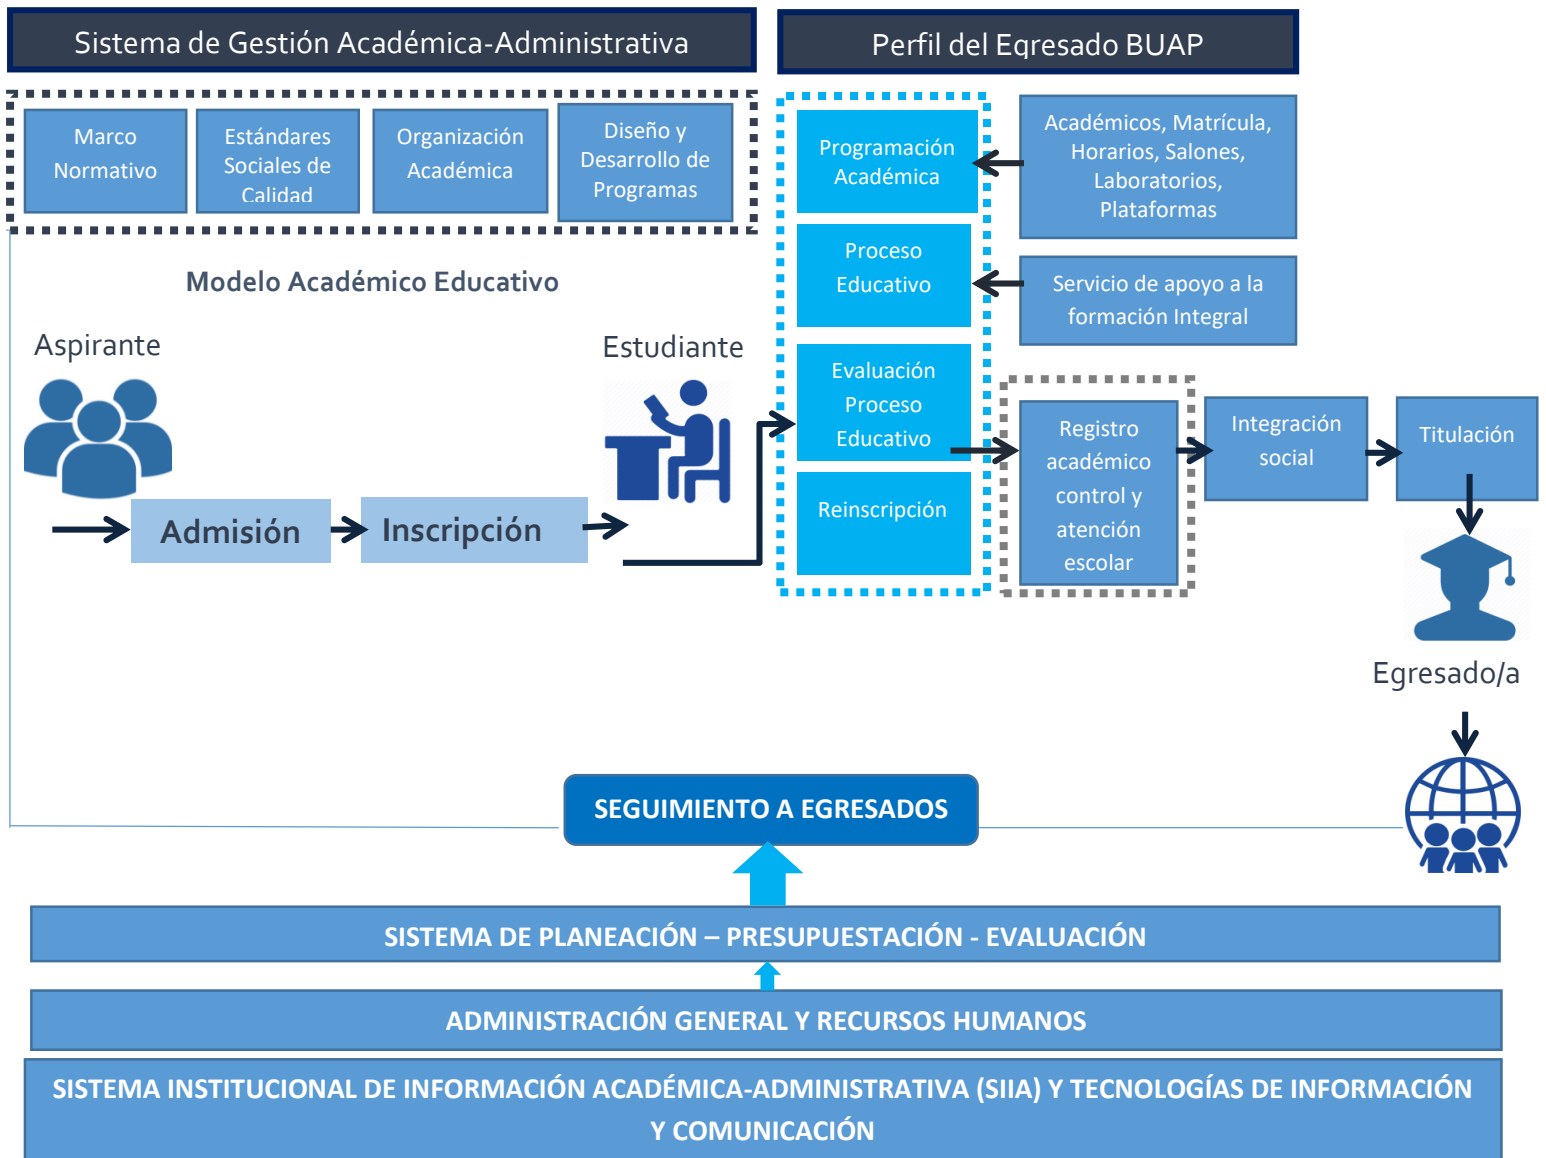 Sistema de Gestión Académica-Administrativa
Perfil del Egresado BUAP
Marco
Normativo
Estándares
Sociales de
Calidad
Organización
Académica
Diseño y
Desarrollo de
Programas
Programación
Académica
Académicos, Matrícula,
Horarios, Salones,
Laboratorios,
Plataformas
Proceso
Educativo
Servicio de apoyo a la
formación Integral
Modelo Académico Educativo
Aspirante
Estudiante
Admisión
Inscripción
Evaluación
Proceso
Educativo
Reinscripción
Registro
académico
control y
atención
escolar
Integración
social
Titulación
Egresado/a
SEGUIMIENTO A EGRESADOS
SISTEMA DE PLANEACIÓN – PRESUPUESTACIÓN - EVALUACIÓN
ADMINISTRACIÓN GENERAL Y RECURSOS HUMANOS
SISTEMA INSTITUCIONAL DE INFORMACIÓN ACADÉMICA-ADMINISTRATIVA (SIIA) Y TECNOLOGÍAS DE INFORMACIÓN
Y COMUNICACIÓN